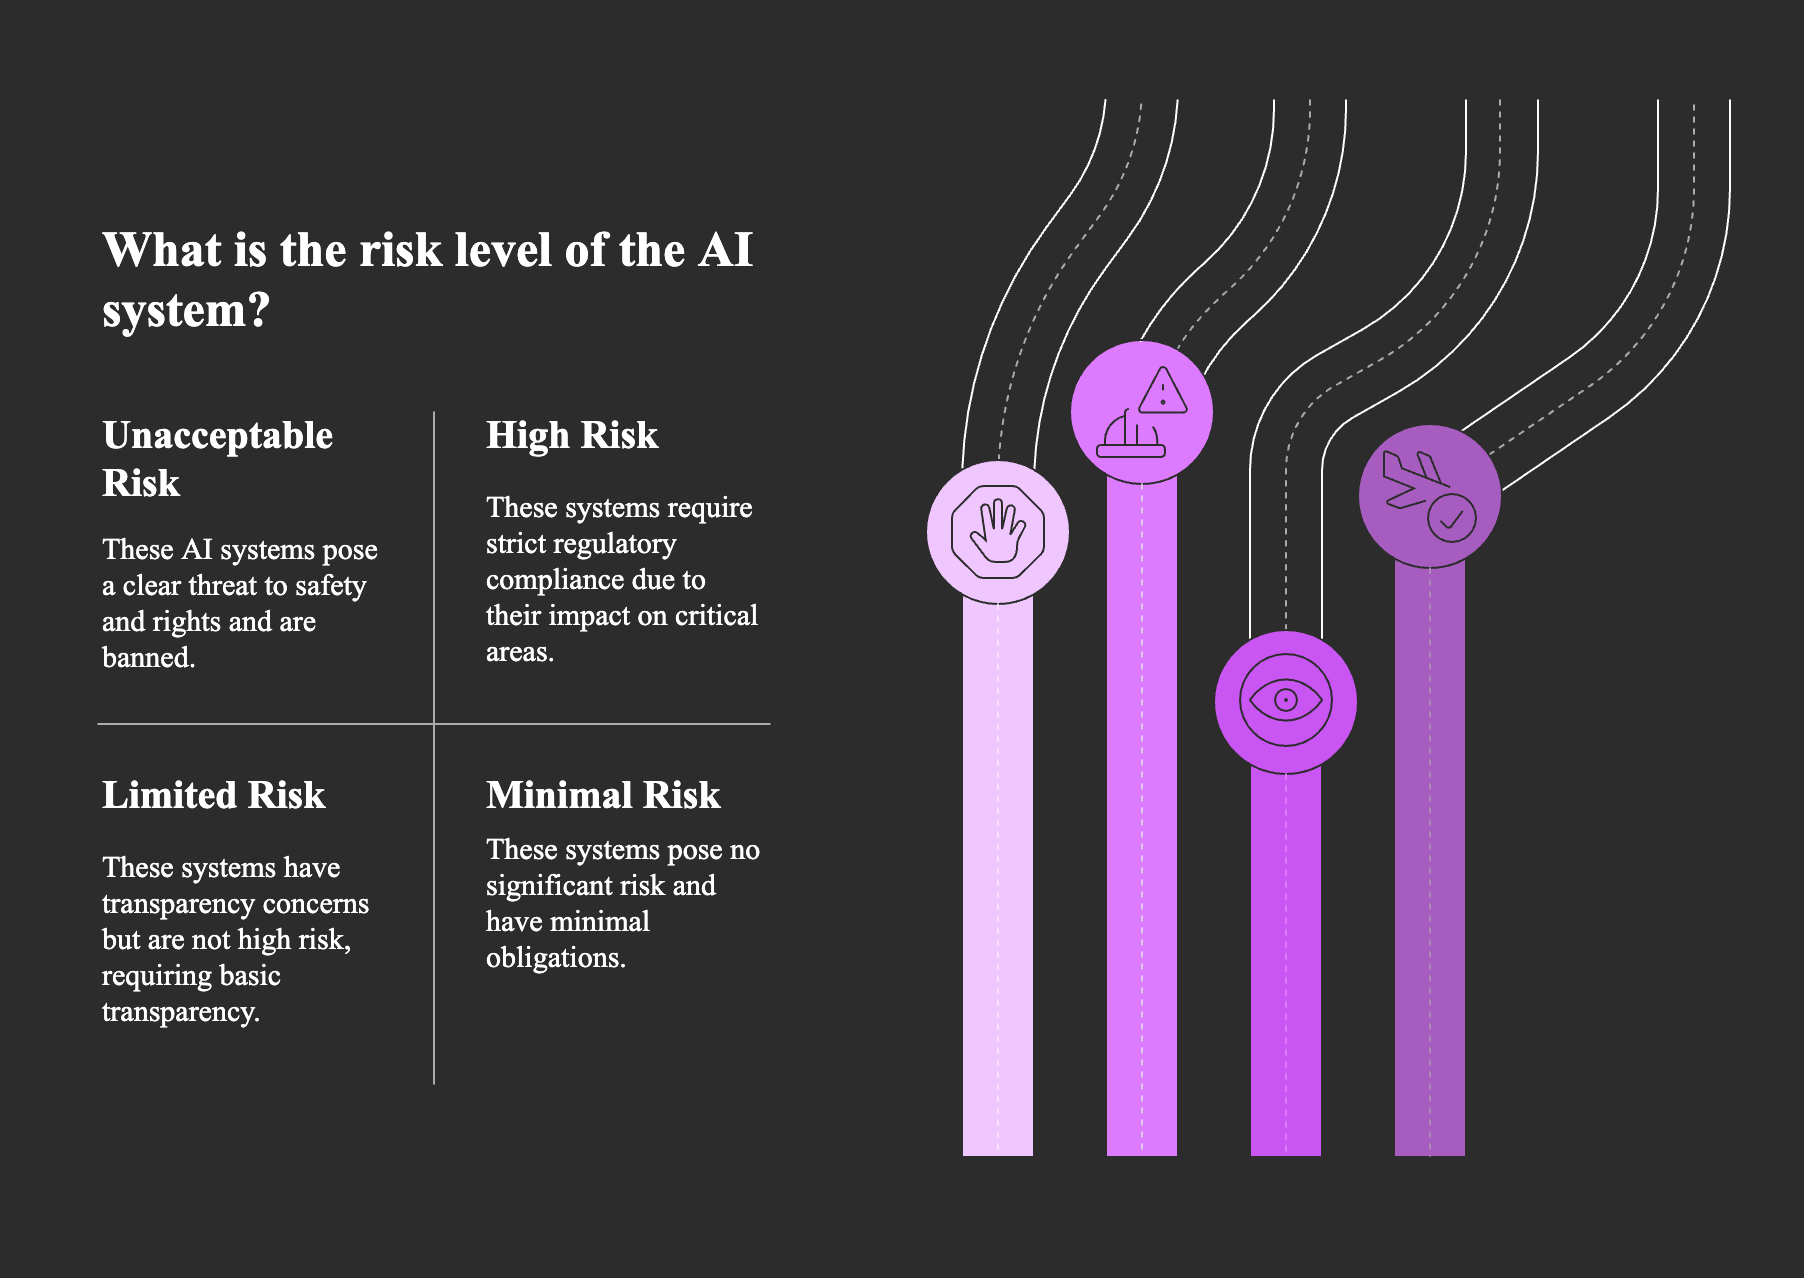 What is the risk level of the AI
system?
Unacceptable
Risk
These AI systems pose
a clear threat to safety
and rights and are
banned.
High Risk
These systems require
strict regulatory
compliance due to
their impact on critical
areas.
Limited Risk
These systems have
transparency concerns
but are not high risk,
requiring basic
transparency.
Minimal Risk
These systems pose no
significant risk and
have minimal
obligations.